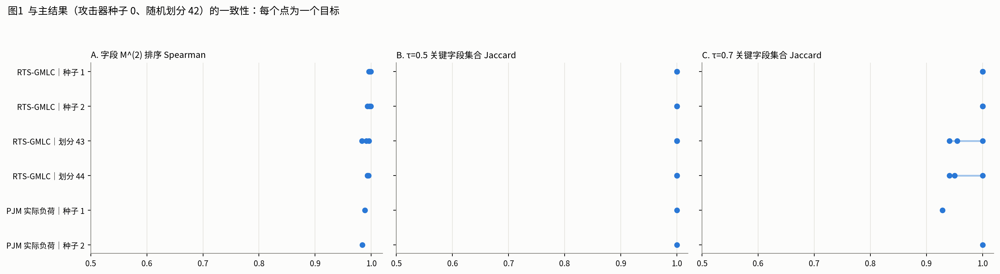 图1 与主结果（攻击器种子 0、随机划分 42）的一致性：每个点为一个目标
A. 字段 M^(2) 排序 Spearman
B. τ=0.5 关键字段集合 Jaccard
C. τ=0.7 关键字段集合 Jaccard
RTS-GMLC｜种子 1
RTS-GMLC｜种子 2
RTS-GMLC｜划分 43
RTS-GMLC｜划分 44
PJM 实际负荷｜种子 1
PJM 实际负荷｜种子 2
0.5 0.6 0.7 0.8 0.9 1.0
0.5 0.6 0.7 0.8 0.9 1.0
0.5 0.6 0.7 0.8 0.9 1.0